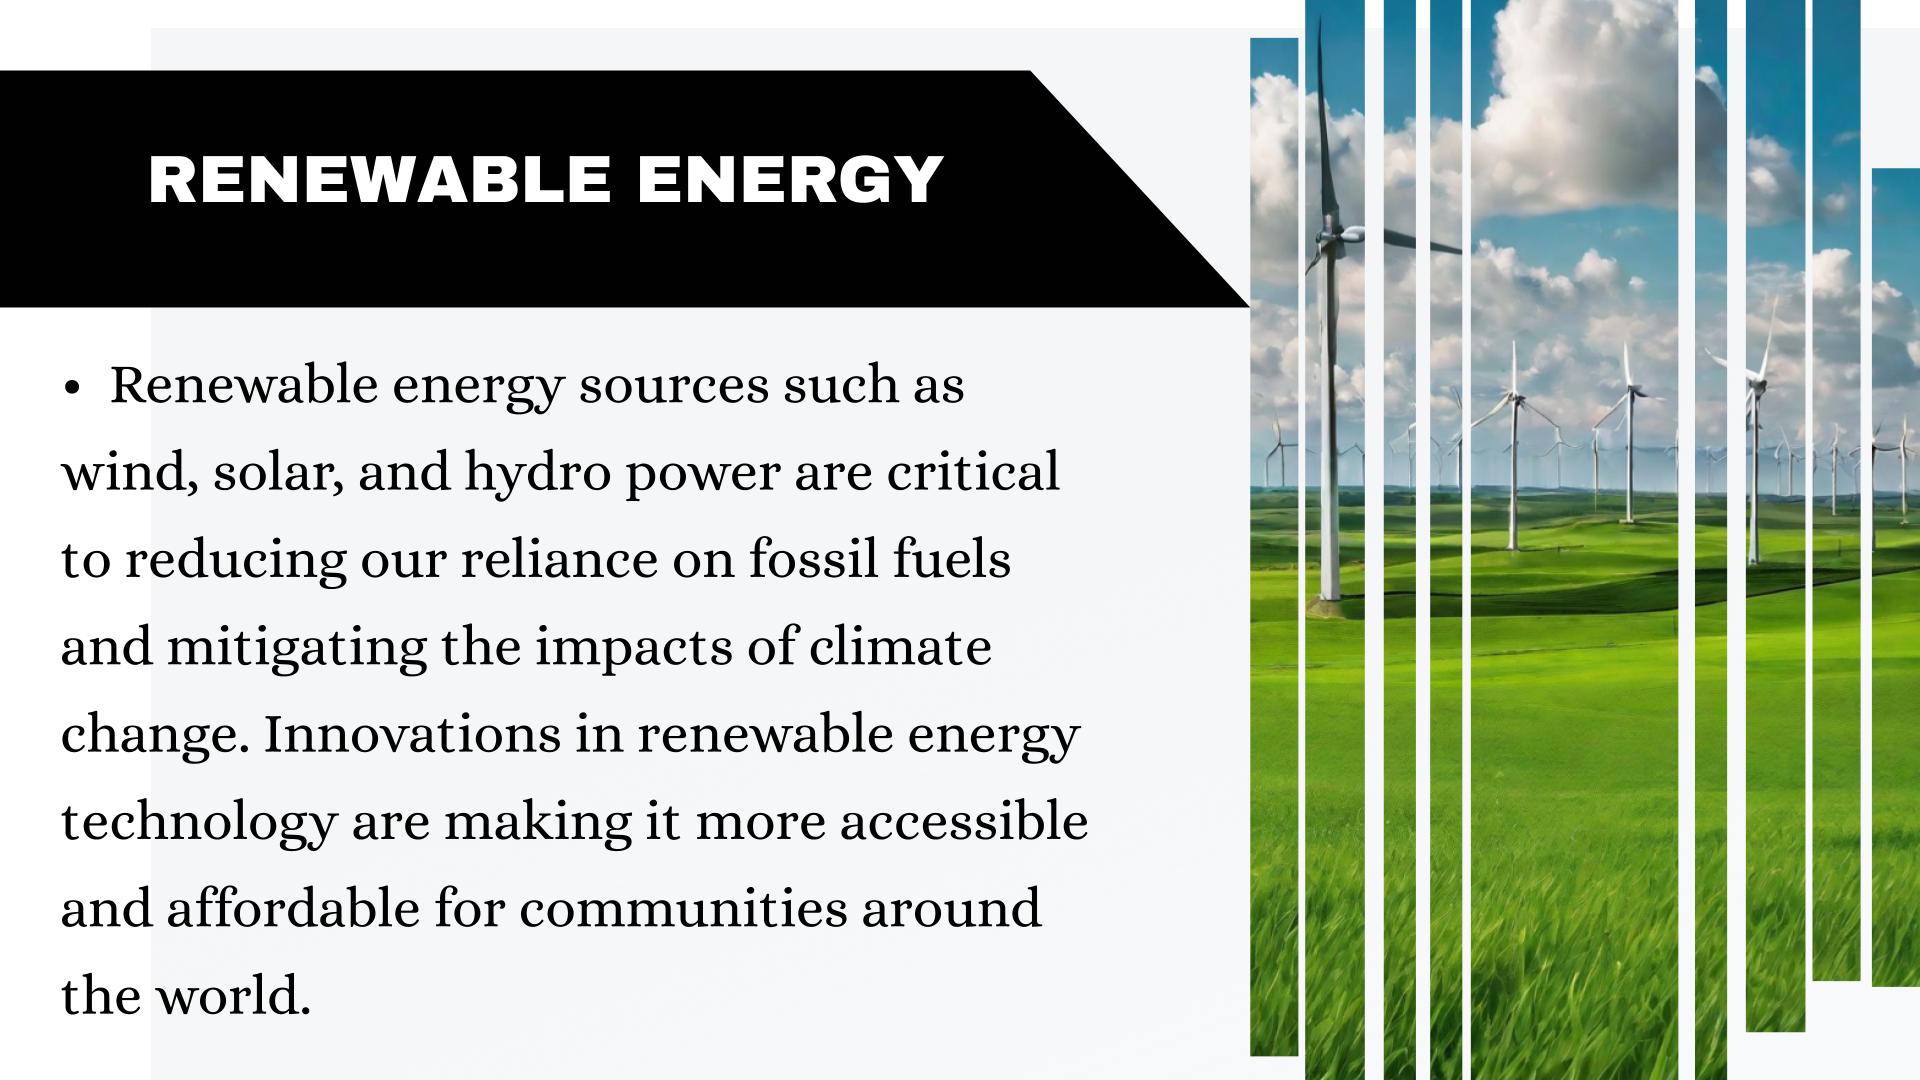 RENEWABLE ENERGY
• Renewable energy sources such as
wind, solar, and hydro power are critical
to reducing our reliance on fossil fuels
and mitigating the impacts of climate
change. Innovations in renewable energy
technology are making it more accessible
and affordable for communities around
the world.